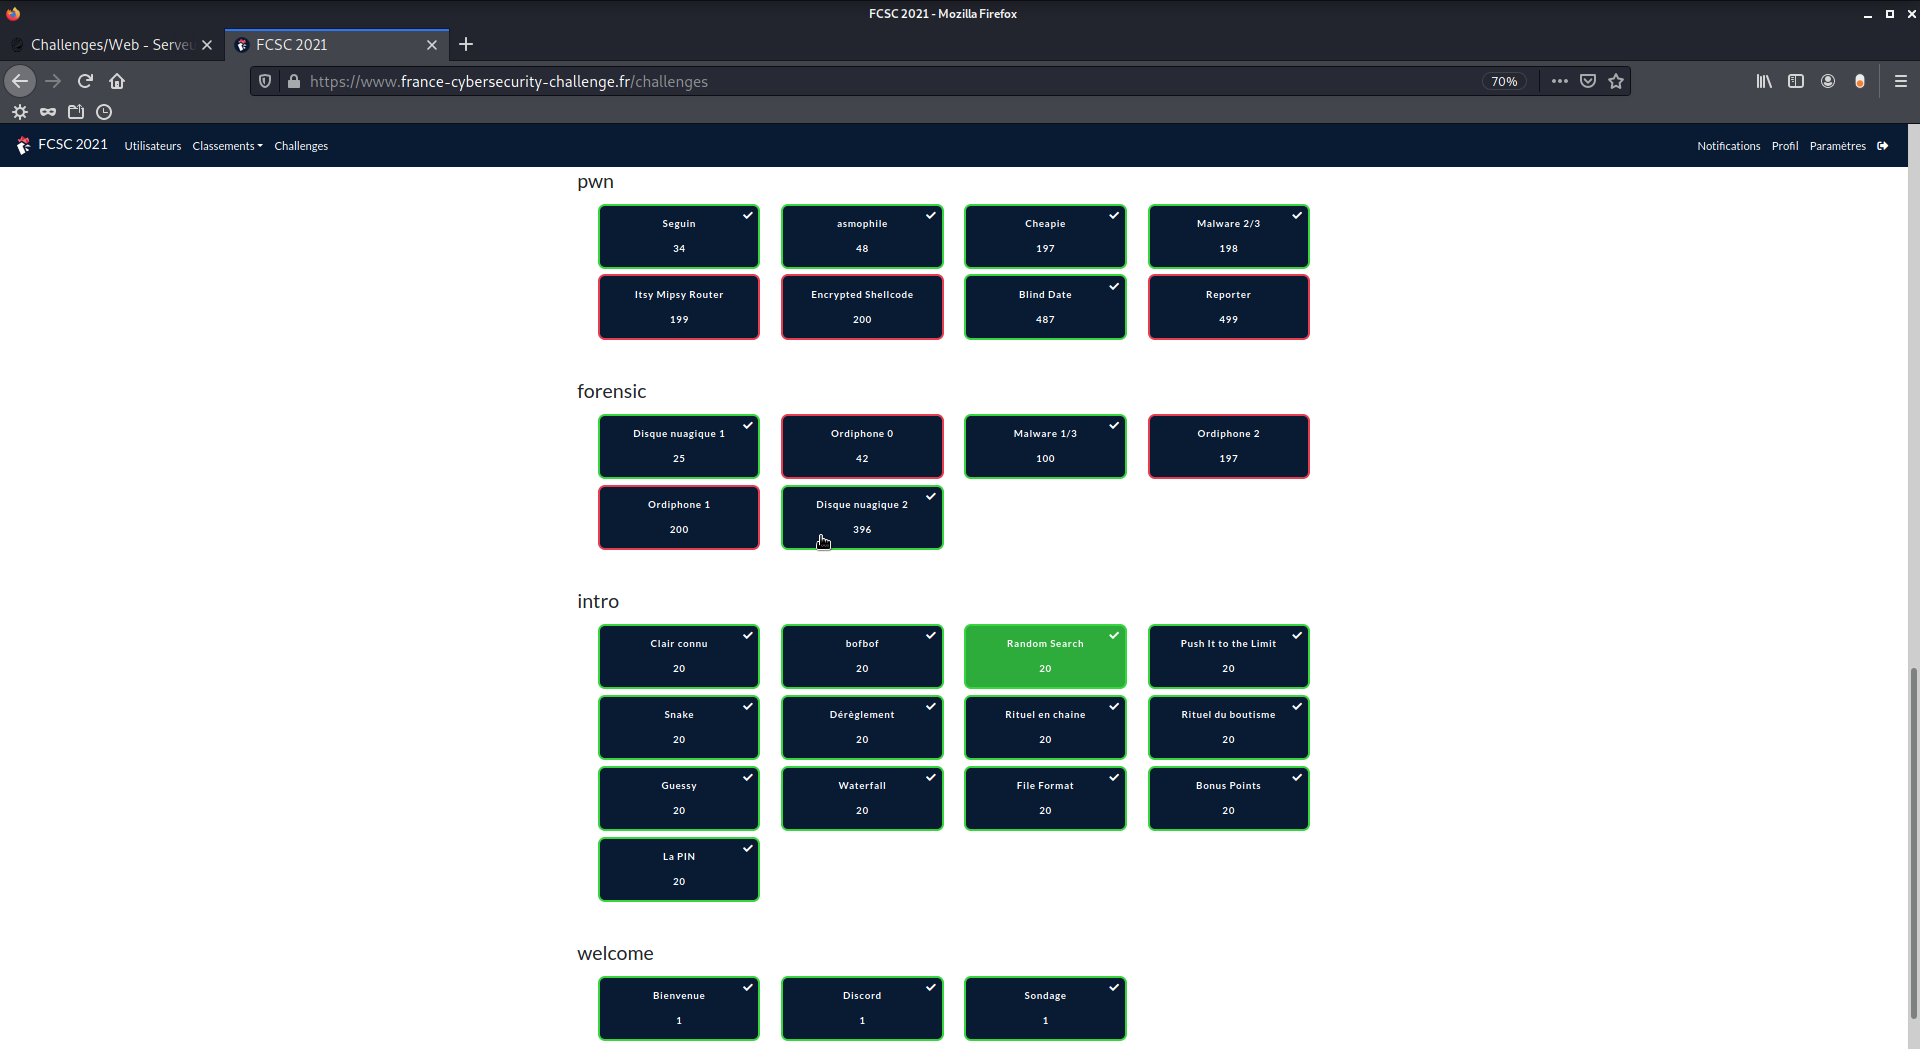 FCSC 2021 - Mozilla Firefox
Challenges/Web - Serveu
FCSC 2021
https://www.france-cybersecurity-challenge.fr/challenges
70%
FCSC 2021
Utilisateurs
Classements
Challenges
Notifications
Profil
Paramètres
pwn
Seguin
34
asmophile
48
Cheapie
197
Malware 2/3
198
Itsy Mipsy Router
199
Encrypted Shellcode
200
Blind Date
487
Reporter
499
forensic
Disque nuagique 1
25
Ordiphone 0
42
Malware 1/3
100
Ordiphone 2
197
Ordiphone 1
200
Disque nuagique 2
396
intro
Clair connu
20
bofbof
20
Random Search
20
Push It to the Limit
20
Snake
20
Dérèglement
20
Rituel en chaine
20
Rituel du boutisme
20
Guessy
20
Waterfall
20
File Format
20
Bonus Points
20
La PIN
20
welcome
Bienvenue
1
Discord
1
Sondage
1